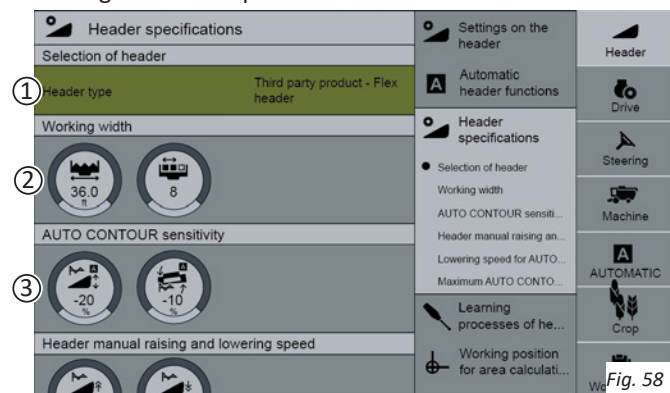 Header specifications
Selection of header
① Header type
Third party product - Flex
header
Working width
②
36.0
ft
8
AUTO CONTOUR sensitivity
③
A
-20
%
A
-10
%
Header manual raising and lowering speed
Settings on the
header
A
Automatic
header functions
Header
specifications
Selection of header
Working width
AUTO CONTOUR sensiti...
Header manual raising an...
Lowering speed for AUTO...
Maximum AUTO CONTO...
Learning
processes of he...
Working position
for area calculati...
Header
Drive
Steering
Machine
A
AUTOMATIC
Crop
Fig. 58